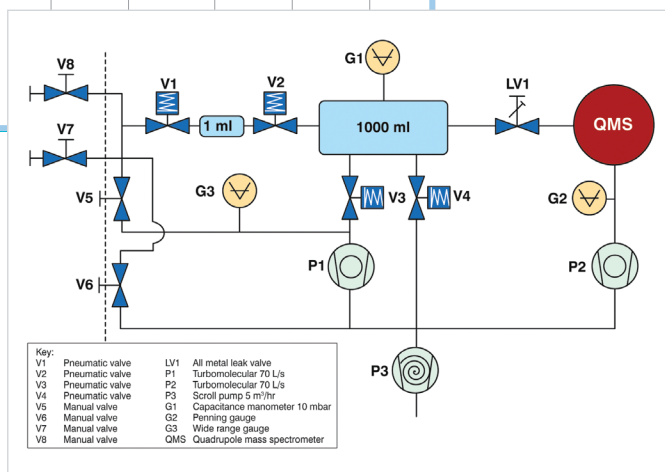 V8
G1
V1
V2
LV1
1 ml
1000 ml
QMS
V7
V5
G3
V3
V4
G2
V6
P1
P2
P3
Key:
V1 Pneumatic valve LV1 All metal leak valve
V2 Pneumatic valve P1 Turbomolecular 70 L/s
V3 Pneumatic valve P2 Turbomolecular 70 L/s
V4 Pneumatic valve P3 Scroll pump 5 m³/hr
V5 Manual valve G1 Capacitance manometer 10 mbar
V6 Manual valve G2 Penning gauge
V7 Manual valve G3 Wide range gauge
V8 Manual valve QMS Quadrupole mass spectrometer